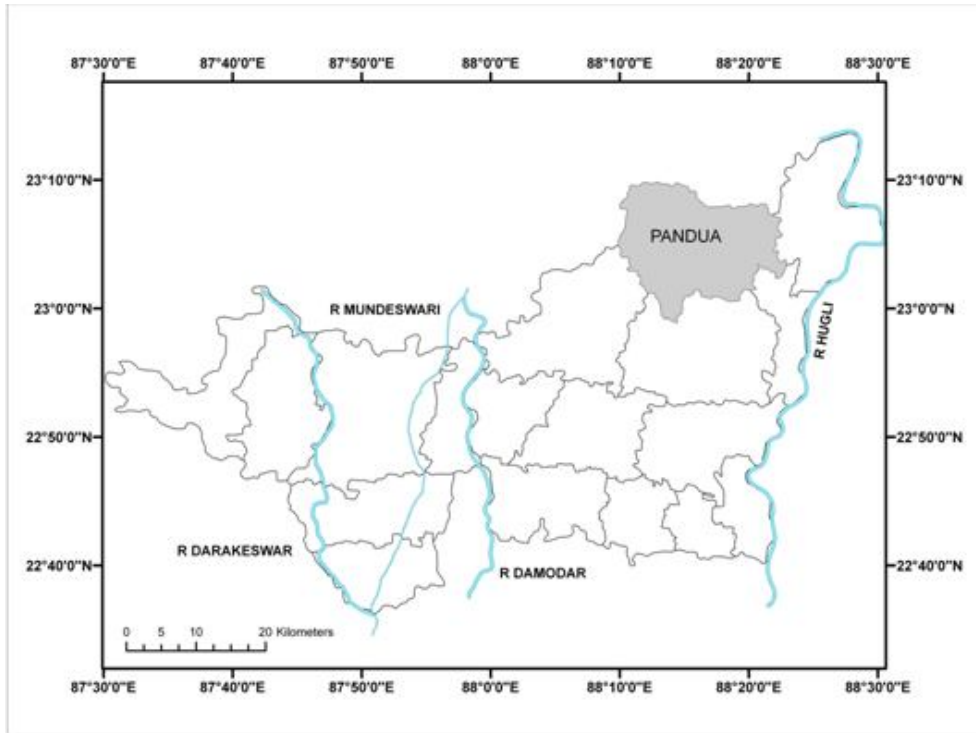 87°30'0"E 87°40'0"E 87°50'0"E 88°0'0"E 88°10'0"E 88°20'0"E 88°30'0"E
23°10'0"N 23°10'0"N
PANDUA
23°0'0"N 23°0'0"N
R MUNDESWARI
R HUGLI
22°50'0"N 22°50'0"N
R DARAKESWAR
22°40'0"N 22°40'0"N
R DAMODAR
0 5 10 20 Kilometers
87°30'0"E 87°40'0"E 87°50'0"E 88°0'0"E 88°10'0"E 88°20'0"E 88°30'0"E